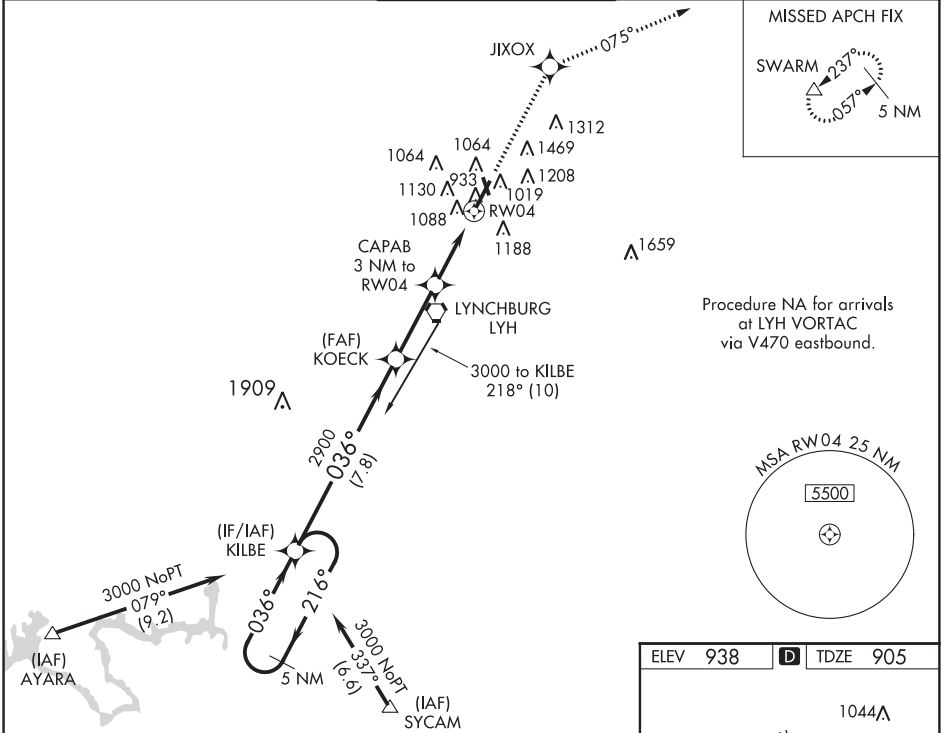 MISSED APCH FIX
SWARM
237°
057°
5 NM
JIXOX
075°
1312
1064
1064
1469
1130
933
1208
1019
1088
RW04
1188
1659
CAPAB
3 NM to
RW04
LYNCHBURG
LYH
Procedure NA for arrivals
at LYH VORTAC
via V470 eastbound.
(FAF)
KOECK
3000 to KILBE
218° (10)
1909
2900
036°
(7.8)
MSA RW04 25 NM
5500
(IF/IAF)
KILBE
3000 NoPT
079°
(9.2)
036°
216°
5 NM
3000 NoPT
337°
(6.6)
(IAF)
AYARA
(IAF)
SYCAM
ELEV 938 D TDZE 905
1044